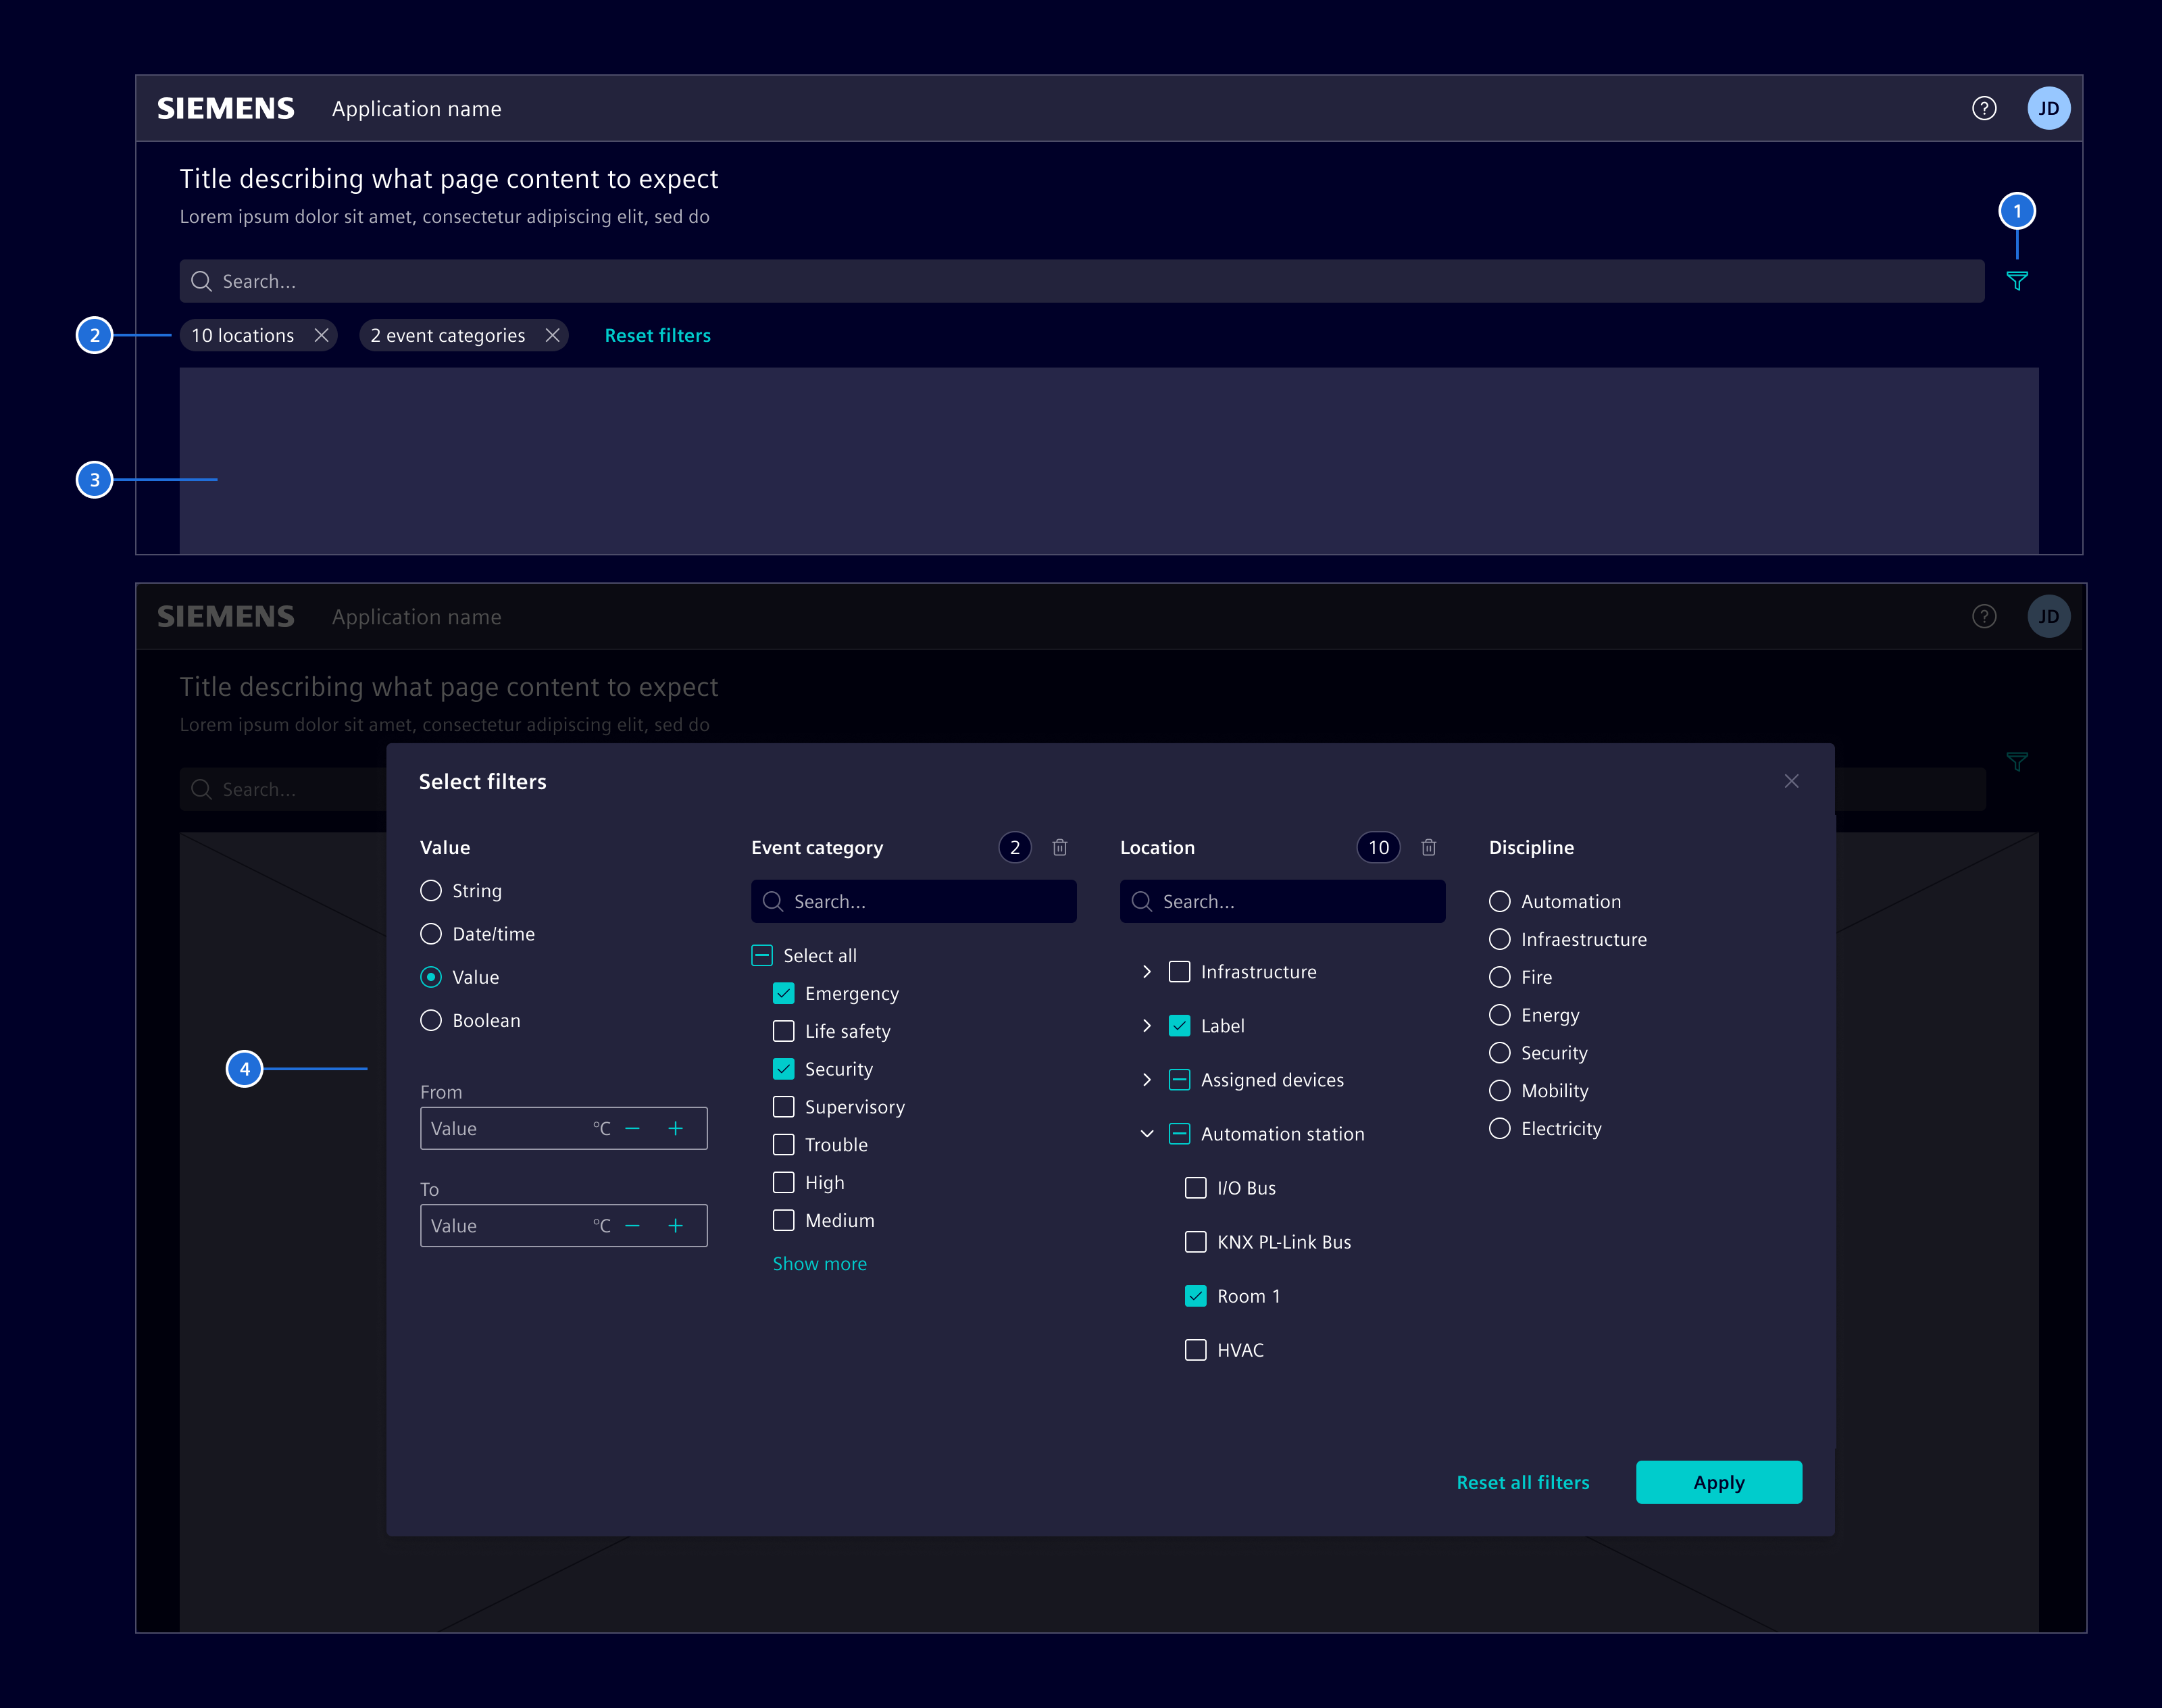 SIEMENS Application name ? JD
Title describing what page content to expect
Lorem ipsum dolor sit amet, consectetur adipiscing elit, sed do
1
Search...
2 10 locations 2 event categories Reset filters
3
SIEMENS Application name ? JD
Title describing what page content to expect
Lorem ipsum dolor sit amet, consectetur adipiscing elit, sed do
Search...
Select filters
Value
String
Date/time
Value
Boolean
4
From
Value °C − +
To
Value °C − +
Event category 2
Search...
Select all
Emergency
Life safety
Security
Supervisory
Trouble
High
Medium
Show more
Location 10
Search...
Infrastructure
Label
Assigned devices
Automation station
I/O Bus
KNX PL-Link Bus
Room 1
HVAC
Discipline
Automation
Infraestructure
Fire
Energy
Security
Mobility
Electricity
Reset all filters Apply